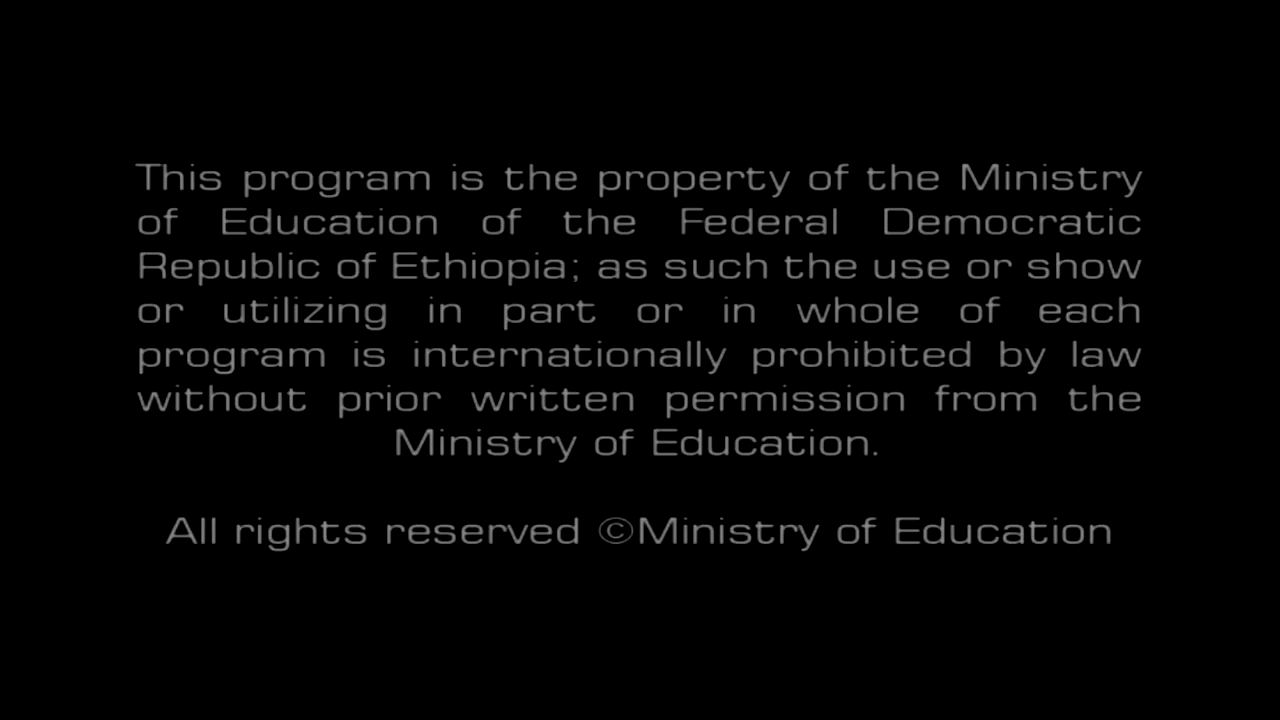 This program is the property of the Ministry
of Education of the Federal Democratic
Republic of Ethiopia; as such the use or show
or utilizing in part or in whole of each
program is internationally prohibited by law
without prior written permission from the
Ministry of Education.
All rights reserved ©Ministry of Education